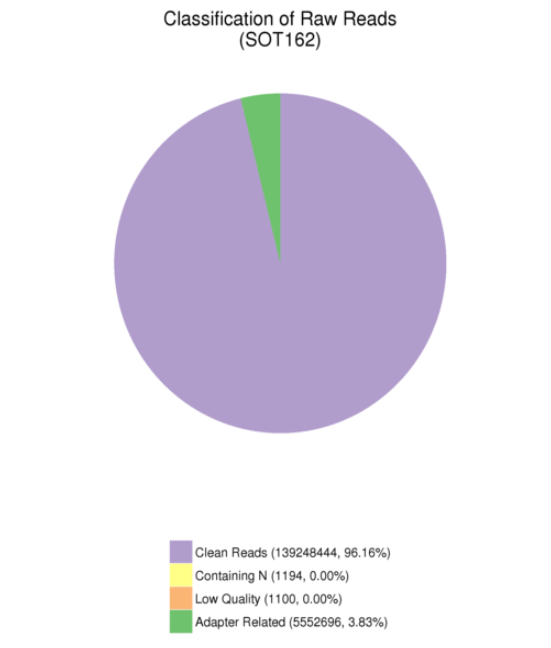 Classification of Raw Reads
(SOT162)
Clean Reads (139248444, 96.16%)
Containing N (1194, 0.00%)
Low Quality (1100, 0.00%)
Adapter Related (5552696, 3.83%)